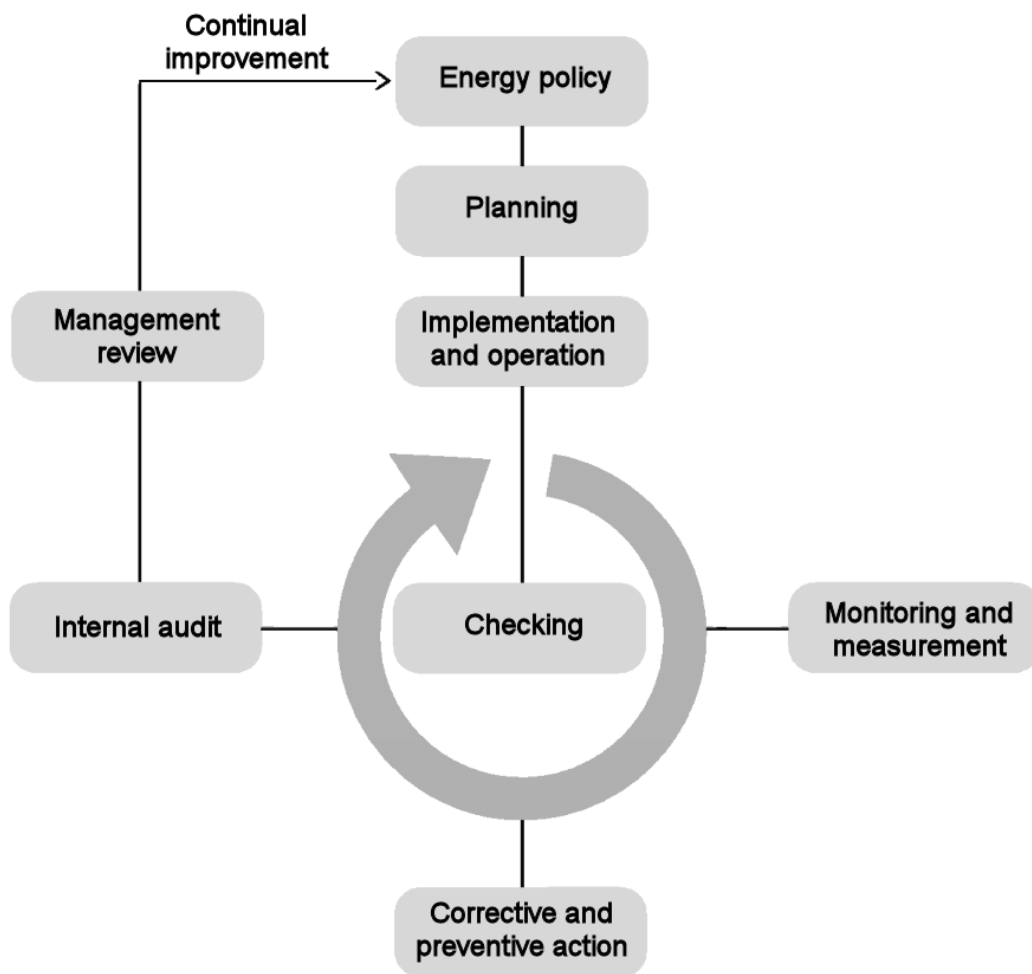 Continual
improvement
Energy policy
Planning
Management
review
Implementation
and operation
Internal audit
Checking
Monitoring and
measurement
Corrective and
preventive action